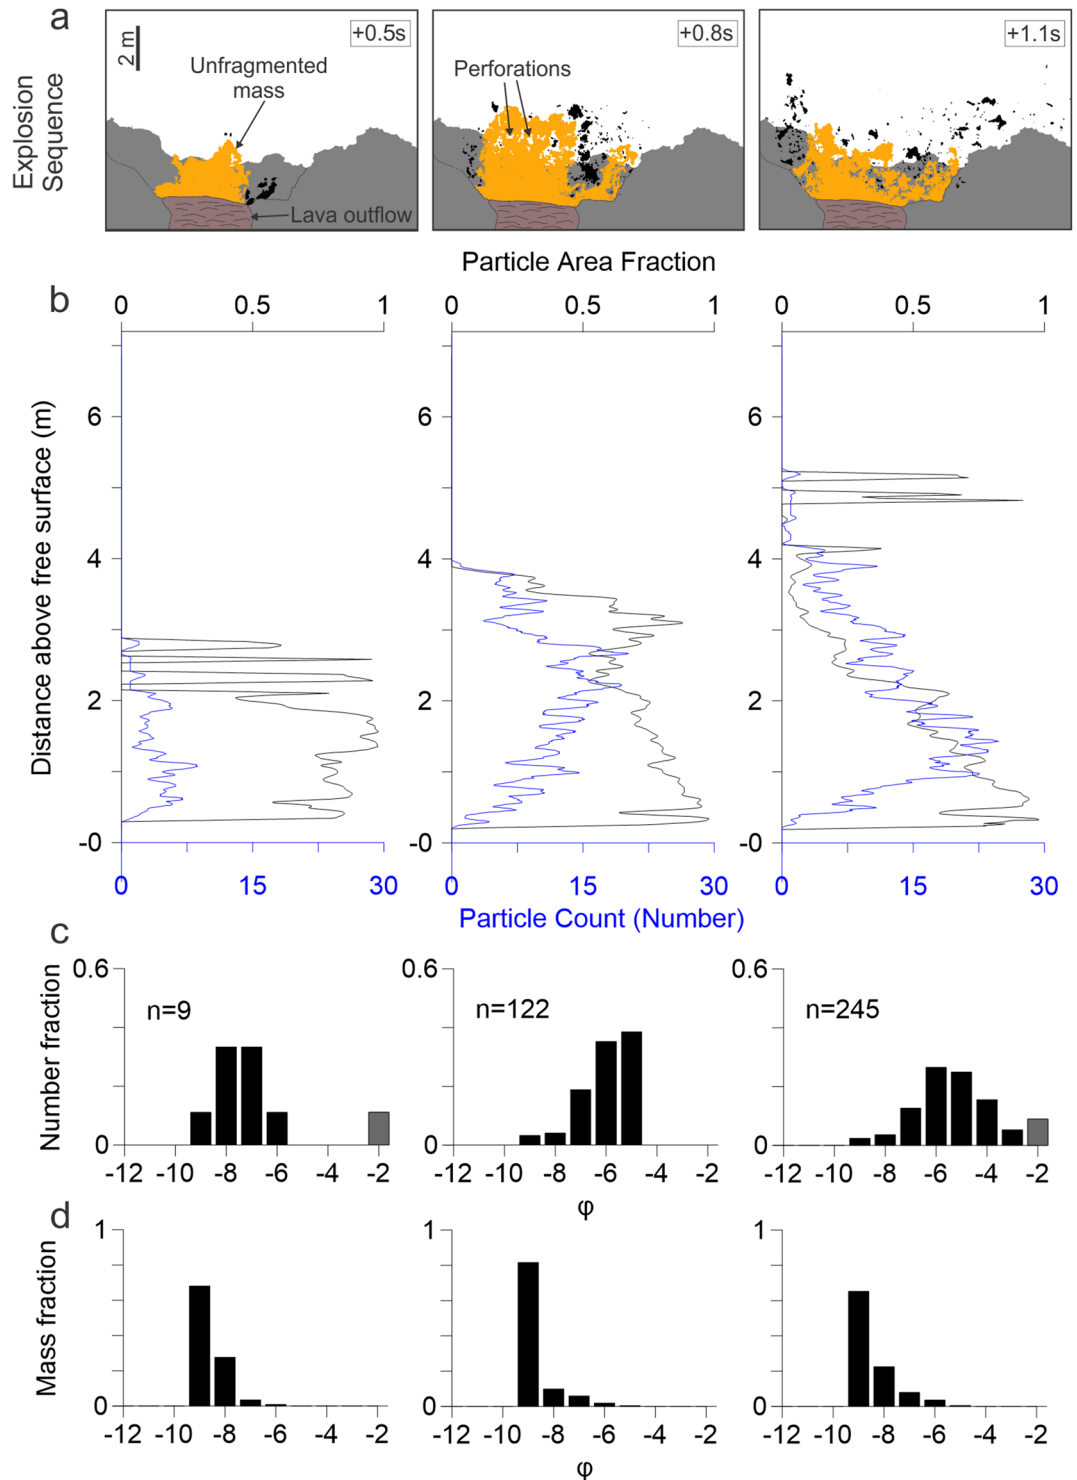 a
Explosion
Sequence
2 m
+0.5s
Unfragmented
mass
Lava outflow
+0.8s
Perforations
+1.1s
Particle Area Fraction
b
0 0.5 1
0 0.5 1
0 0.5 1
Distance above free surface (m)
6
4
2
-0
6
4
2
-0
6
4
2
-0
0 15 30
0 15 30
0 15 30
Particle Count (Number)
c
Number fraction
0.6
0
n=9
-12 -10 -8 -6 -4 -2
0.6
0
n=122
-12 -10 -8 -6 -4 -2
0.6
0
n=245
-12 -10 -8 -6 -4 -2
φ
d
Mass fraction
1
0
-12 -10 -8 -6 -4 -2
1
0
-12 -10 -8 -6 -4 -2
1
0
-12 -10 -8 -6 -4 -2
φ